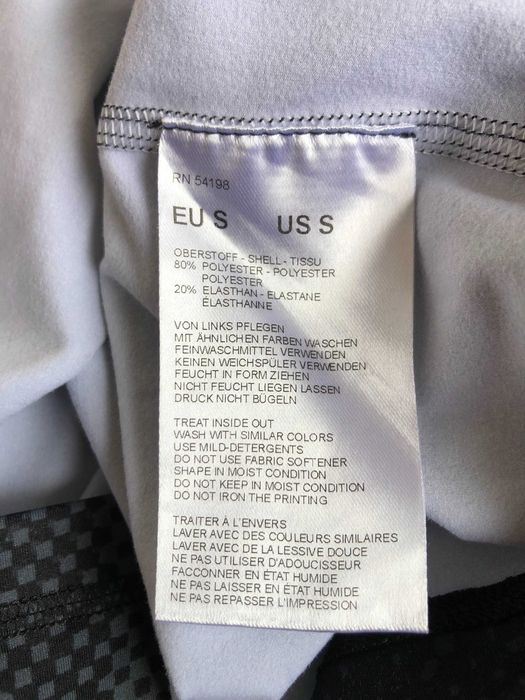 RN 54198
EU S US S
OBERSTOFF - SHELL - TISSU
80% POLYESTER - POLYESTER
POLYESTER
20% ELASTHAN - ELASTANE
ÉLASTHANNE
VON LINKS PFLEGEN
MIT ÄHNLICHEN FARBEN WASCHEN
FEINWASCHMITTEL VERWENDEN
KEINEN WEICHSPÜLER VERWENDEN
FEUCHT IN FORM ZIEHEN
NICHT FEUCHT LIEGEN LASSEN
DRUCK NICHT BÜGELN
TREAT INSIDE OUT
WASH WITH SIMILAR COLORS
USE MILD-DETERGENTS
DO NOT USE FABRIC SOFTENER
SHAPE IN MOIST CONDITION
DO NOT KEEP IN MOIST CONDITION
DO NOT IRON THE PRINTING
TRAITER À L'ENVERS
LAVER AVEC DES COULEURS SIMILAIRES
LAVER AVEC DE LA LESSIVE DOUCE
NE PAS UTILISER D'ADOUCISSEUR
FACCONNER EN ÉTAT HUMIDE
NE PAS LAISSER EN ÉTAT HUMIDE
NE PAS REPASSER L'IMPRESSION